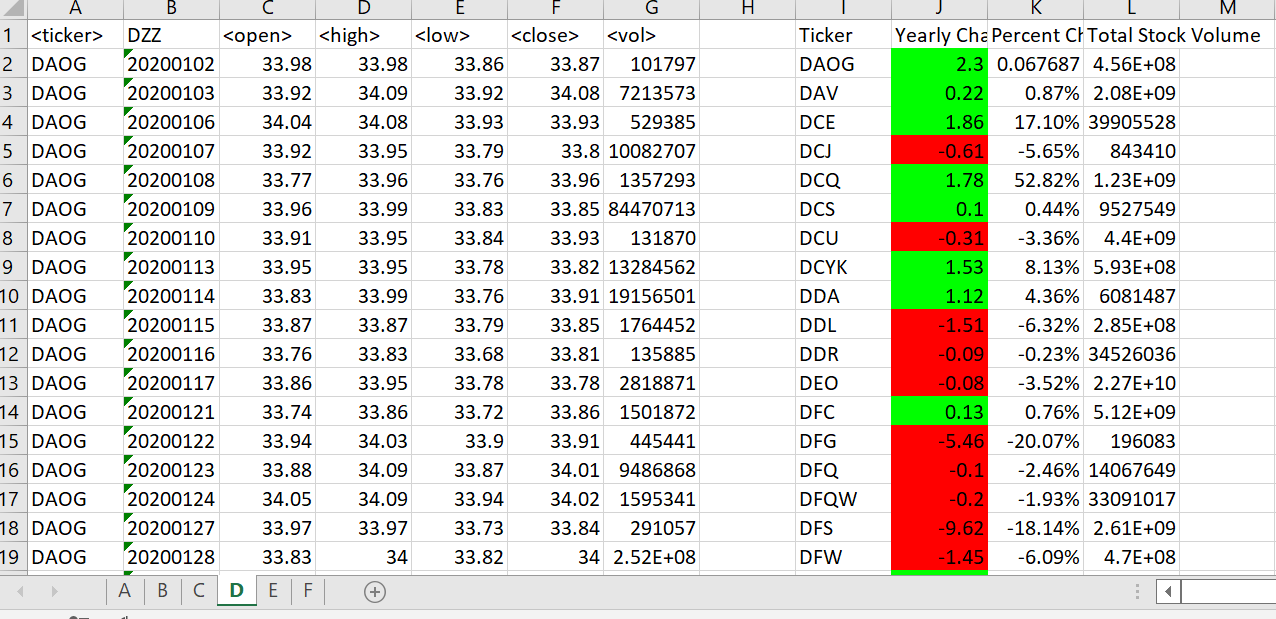 A B C D E F G H I J K L M
1 <ticker> DZZ <open> <high> <low> <close> <vol> Ticker Yearly Cha Percent Ch Total Stock Volume
2 DAOG 20200102 33.98 33.98 33.86 33.87 101797 DAOG 2.3 0.067687 4.56E+08
3 DAOG 20200103 33.92 34.09 33.92 34.08 7213573 DAV 0.22 0.87% 2.08E+09
4 DAOG 20200106 34.04 34.08 33.93 33.93 529385 DCE 1.86 17.10% 39905528
5 DAOG 20200107 33.92 33.95 33.79 33.8 10082707 DCJ -0.61 -5.65% 843410
6 DAOG 20200108 33.77 33.96 33.76 33.96 1357293 DCQ 1.78 52.82% 1.23E+09
7 DAOG 20200109 33.96 33.99 33.83 33.85 84470713 DCS 0.1 0.44% 9527549
8 DAOG 20200110 33.91 33.95 33.84 33.93 131870 DCU -0.31 -3.36% 4.4E+09
9 DAOG 20200113 33.95 33.95 33.78 33.82 13284562 DCYK 1.53 8.13% 5.93E+08
10 DAOG 20200114 33.83 33.99 33.76 33.91 19156501 DDA 1.12 4.36% 6081487
11 DAOG 20200115 33.87 33.87 33.79 33.85 1764452 DDL -1.51 -6.32% 2.85E+08
12 DAOG 20200116 33.76 33.83 33.68 33.81 135885 DDR -0.09 -0.23% 34526036
13 DAOG 20200117 33.86 33.95 33.78 33.78 2818871 DEO -0.08 -3.52% 2.27E+10
14 DAOG 20200121 33.74 33.86 33.72 33.86 1501872 DFC 0.13 0.76% 5.12E+09
15 DAOG 20200122 33.94 34.03 33.9 33.91 445441 DFG -5.46 -20.07% 196083
16 DAOG 20200123 33.88 34.09 33.87 34.01 9486868 DFQ -0.1 -2.46% 14067649
17 DAOG 20200124 34.05 34.09 33.94 34.02 1595341 DFQW -0.2 -1.93% 33091017
18 DAOG 20200127 33.97 33.97 33.73 33.84 291057 DFS -9.62 -18.14% 2.61E+09
19 DAOG 20200128 33.83 34 33.82 34 2.52E+08 DFW -1.45 -6.09% 4.7E+08
A B C D E F